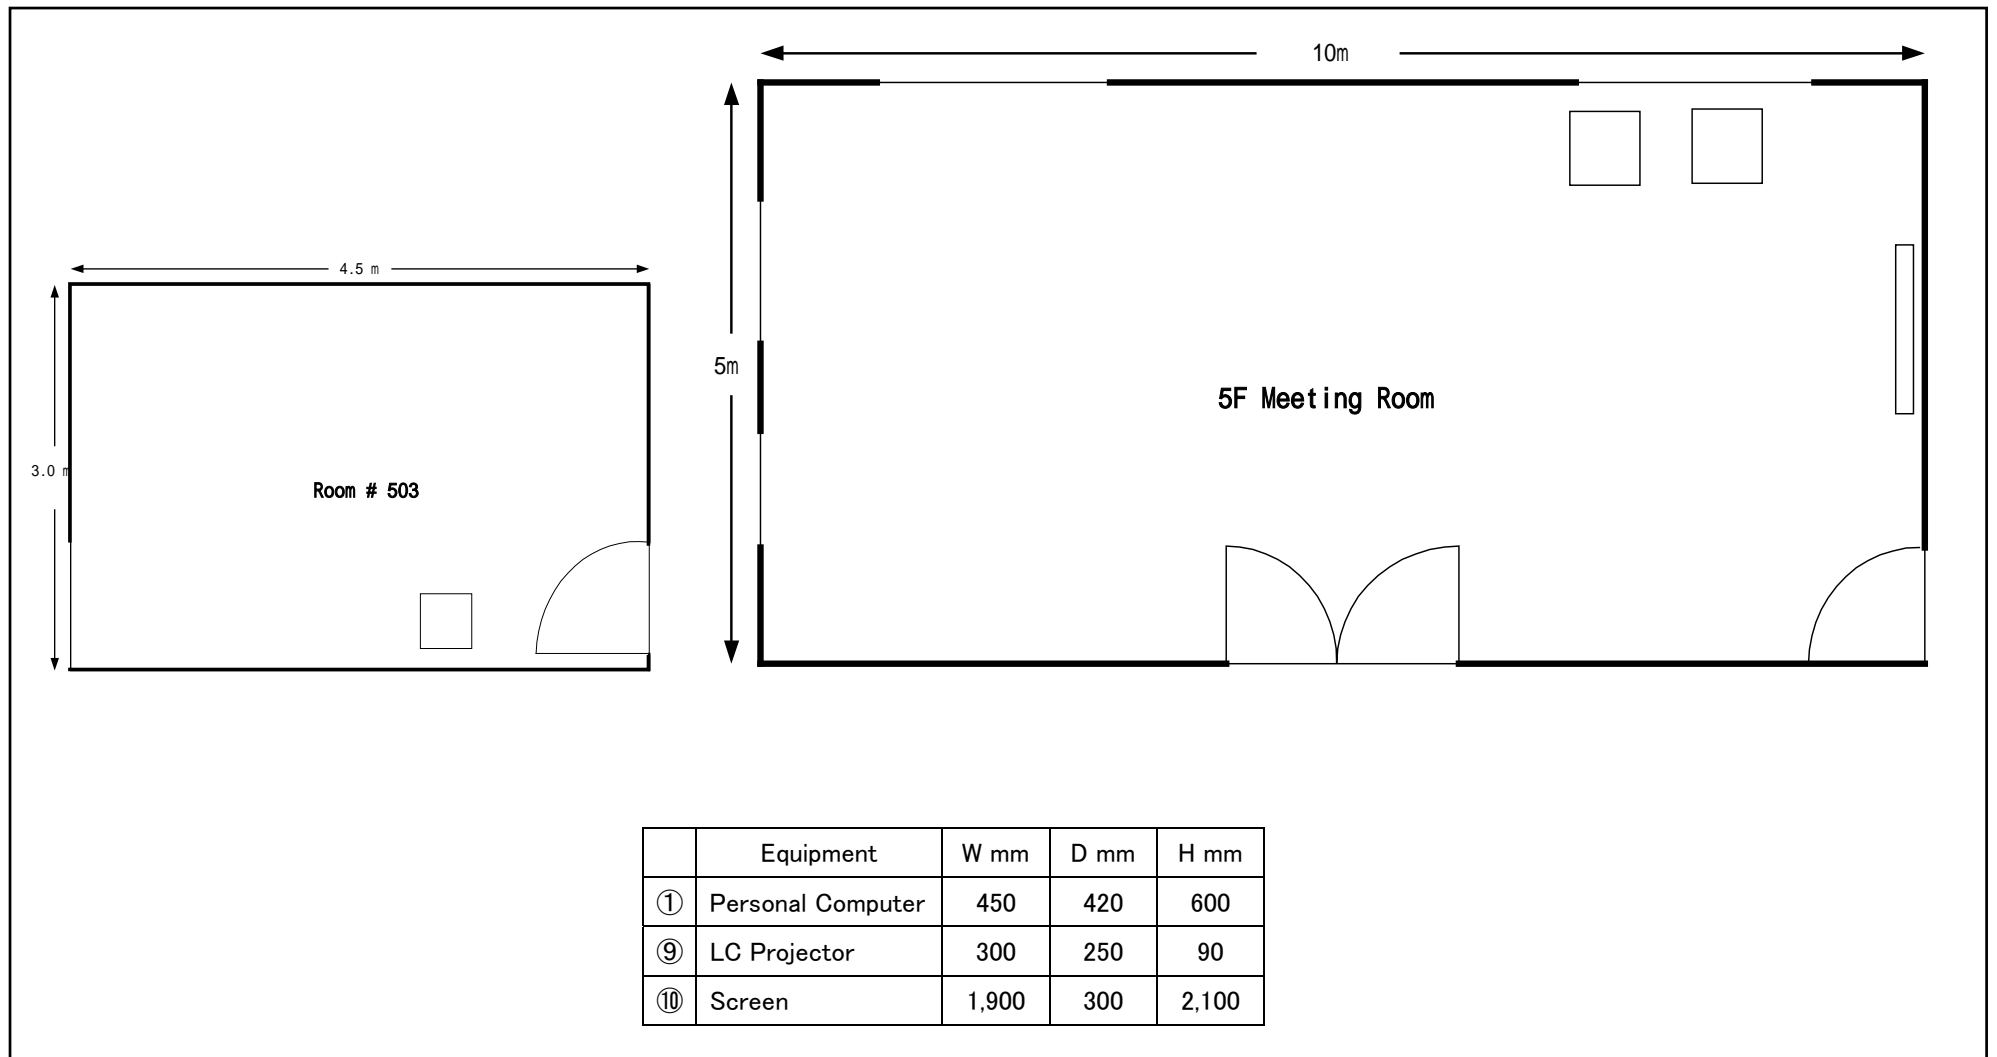 10m
5m
4.5 m
3.0 m
5F Meeting Room
Room # 503
Equipment W mm D mm H mm
① Personal Computer 450 420 600
⑨ LC Projector 300 250 90
⑩ Screen 1,900 300 2,100